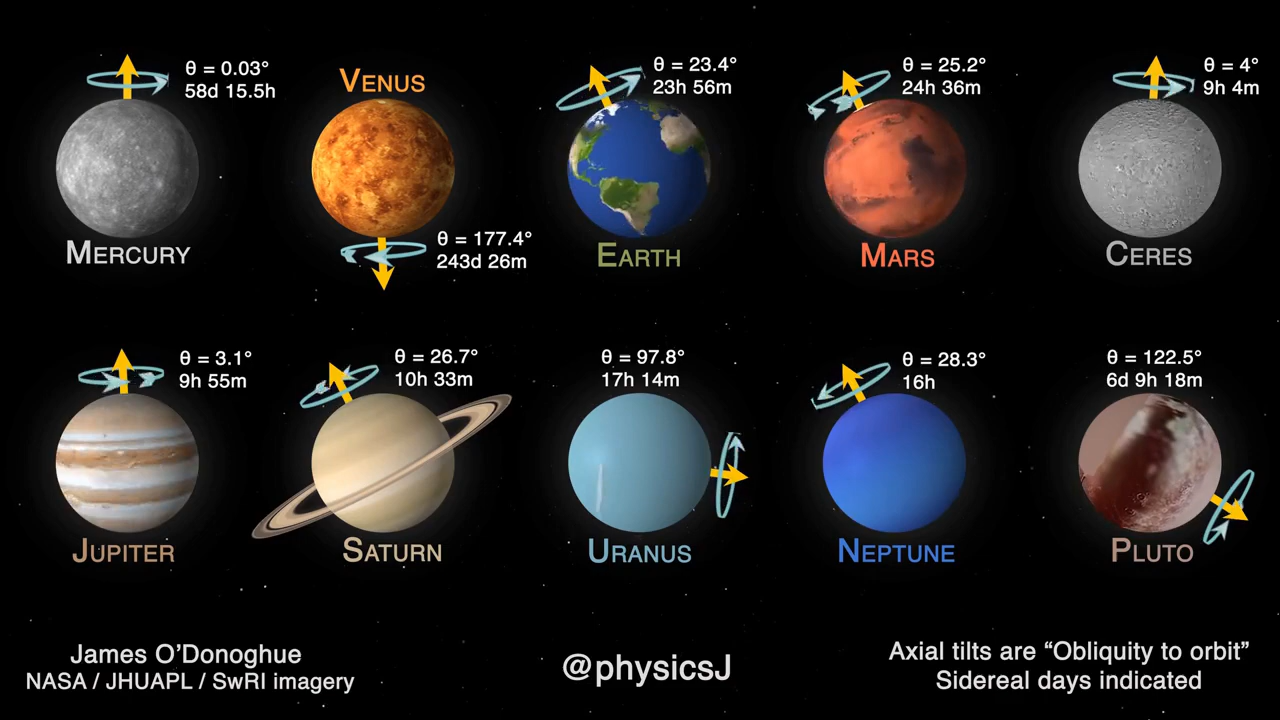 θ = 0.03°
58d 15.5h
MERCURY
VENUS
θ = 177.4°
243d 26m
θ = 23.4°
23h 56m
EARTH
θ = 25.2°
24h 36m
MARS
θ = 4°
9h 4m
CERES
θ = 3.1°
9h 55m
JUPITER
θ = 26.7°
10h 33m
SATURN
θ = 97.8°
17h 14m
URANUS
θ = 28.3°
16h
NEPTUNE
θ = 122.5°
6d 9h 18m
PLUTO
James O’Donoghue
NASA / JHUAPL / SwRI imagery
@physicsJ
Axial tilts are “Obliquity to orbit”
Sidereal days indicated